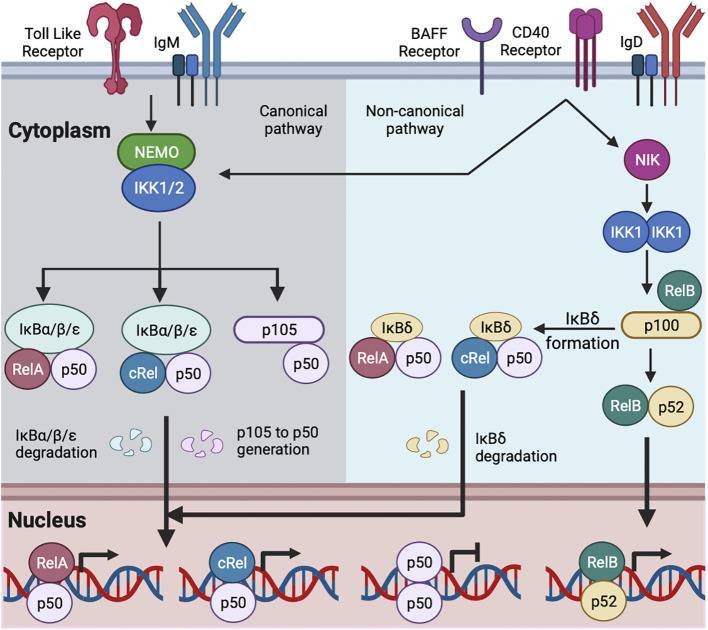 Toll Like
Receptor
IgM
BAFF
Receptor
CD40
Receptor
IgD
Cytoplasm
Canonical
pathway
Non-canonical
pathway
NEMO
IKK1/2
NIK
IKK1
IKK1
RelB
p100
IκBδ
formation
IκBα/β/ε
RelA
p50
IκBα/β/ε
cRel
p50
p105
p50
IκBδ
RelA
p50
IκBδ
cRel
p50
RelB
p52
IκBα/β/ε
degradation
p105 to p50
generation
IκBδ
degradation
Nucleus
RelA
p50
cRel
p50
p50
p50
RelB
p52